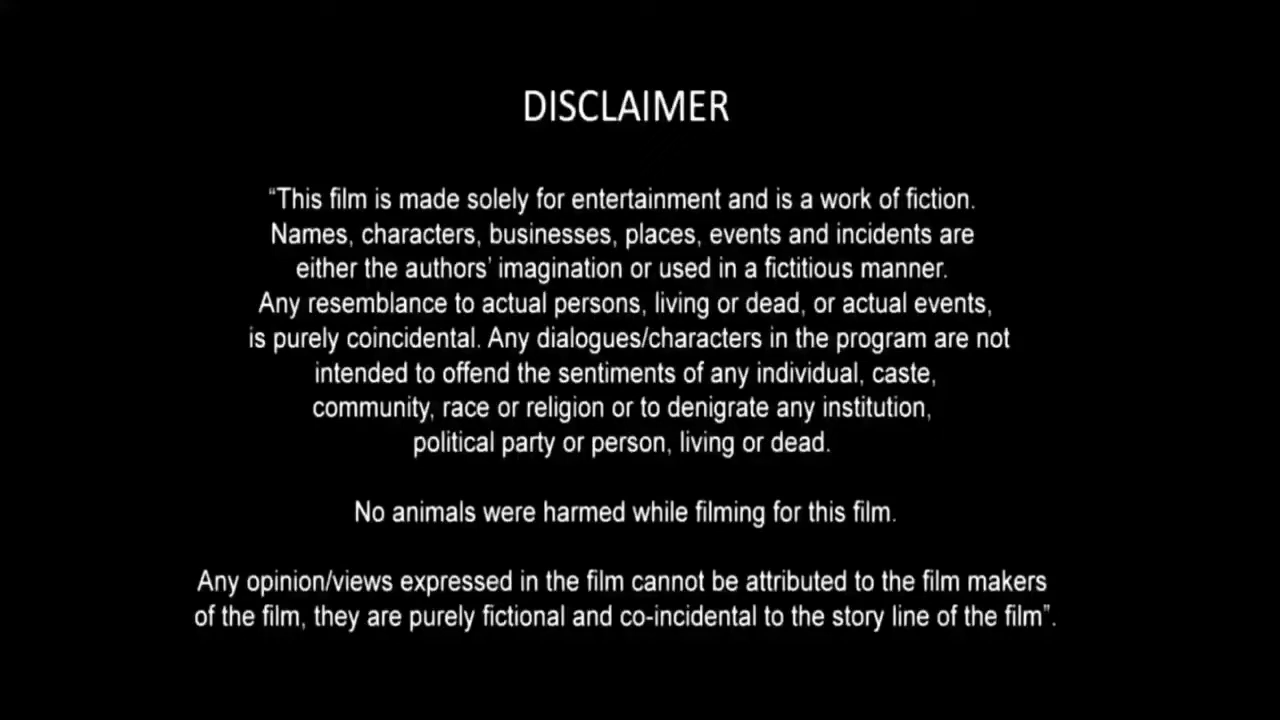 DISCLAIMER
“This film is made solely for entertainment and is a work of fiction.
Names, characters, businesses, places, events and incidents are
either the authors’ imagination or used in a fictitious manner.
Any resemblance to actual persons, living or dead, or actual events,
is purely coincidental. Any dialogues/characters in the program are not
intended to offend the sentiments of any individual, caste,
community, race or religion or to denigrate any institution,
political party or person, living or dead.
No animals were harmed while filming for this film.
Any opinion/views expressed in the film cannot be attributed to the film makers
of the film, they are purely fictional and co-incidental to the story line of the film”.